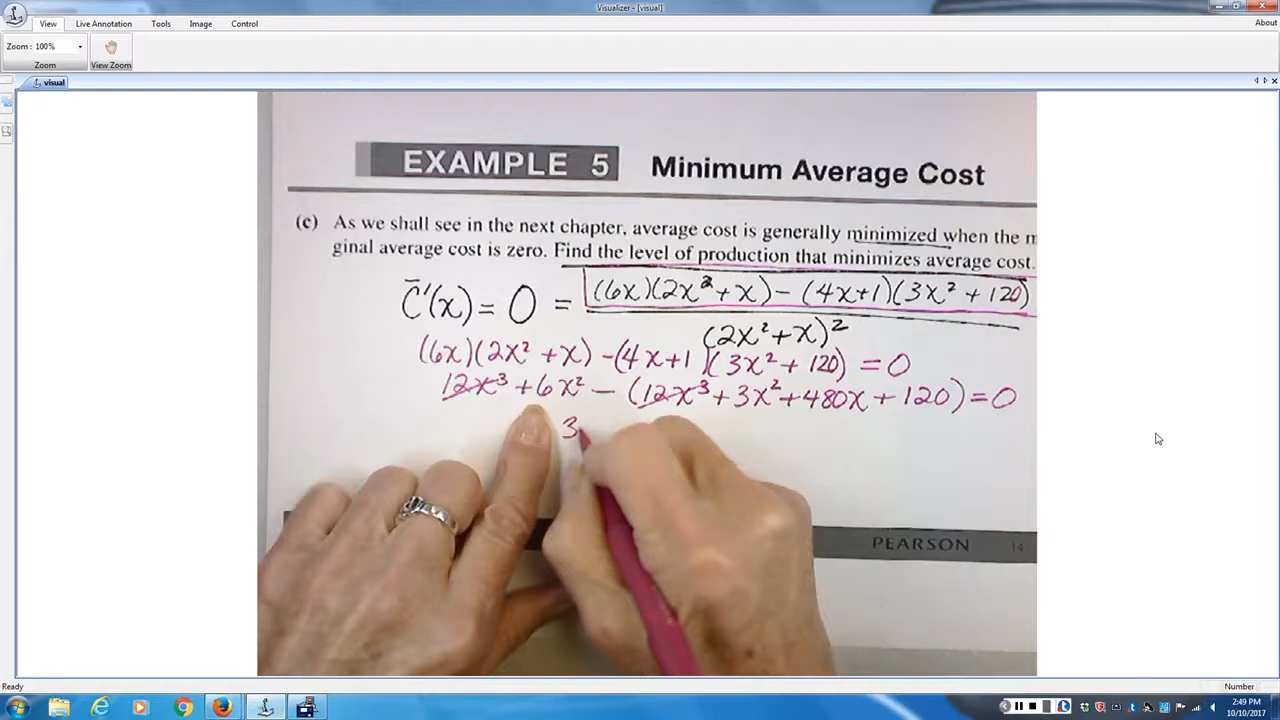 Visualizer - [visual]
View Live Annotation Tools Image Control About
Zoom : 100%
Zoom View Zoom
visual
EXAMPLE 5 Minimum Average Cost
(c) As we shall see in the next chapter, average cost is generally minimized when the m
ginal average cost is zero. Find the level of production that minimizes average cost.
C̄'(x) = 0 = (6x)(2x² + x) - (4x+1)(3x² + 120)
(2x² + x)²
(6x)(2x² + x) - (4x+1)(3x² + 120) = 0
12x³ + 6x² - (12x³ + 3x² + 480x + 120) = 0
3
PEARSON 14
Ready Number
2:49 PM
10/10/2017